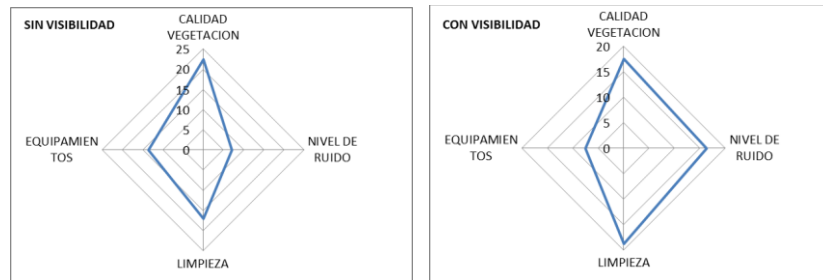 SIN VISIBILIDAD
CALIDAD
VEGETACION
25
20
15
10
5
0
EQUIPAMIEN
TOS
NIVEL DE
RUIDO
LIMPIEZA
CON VISIBILIDAD
CALIDAD
VEGETACION
20
15
10
5
0
EQUIPAMIEN
TOS
NIVEL DE
RUIDO
LIMPIEZA